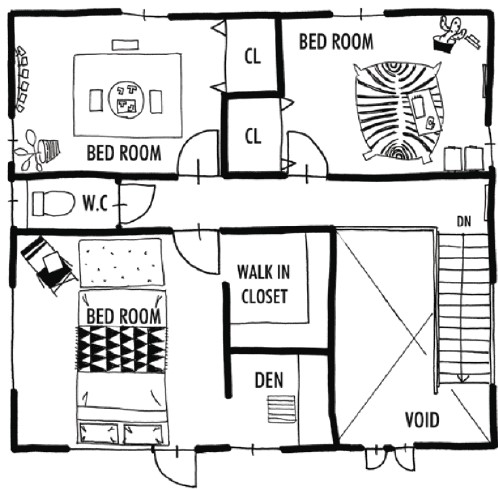 CL
BED ROOM
BED ROOM
CL
W.C
DN
WALK IN
CLOSET
BED ROOM
DEN
VOID